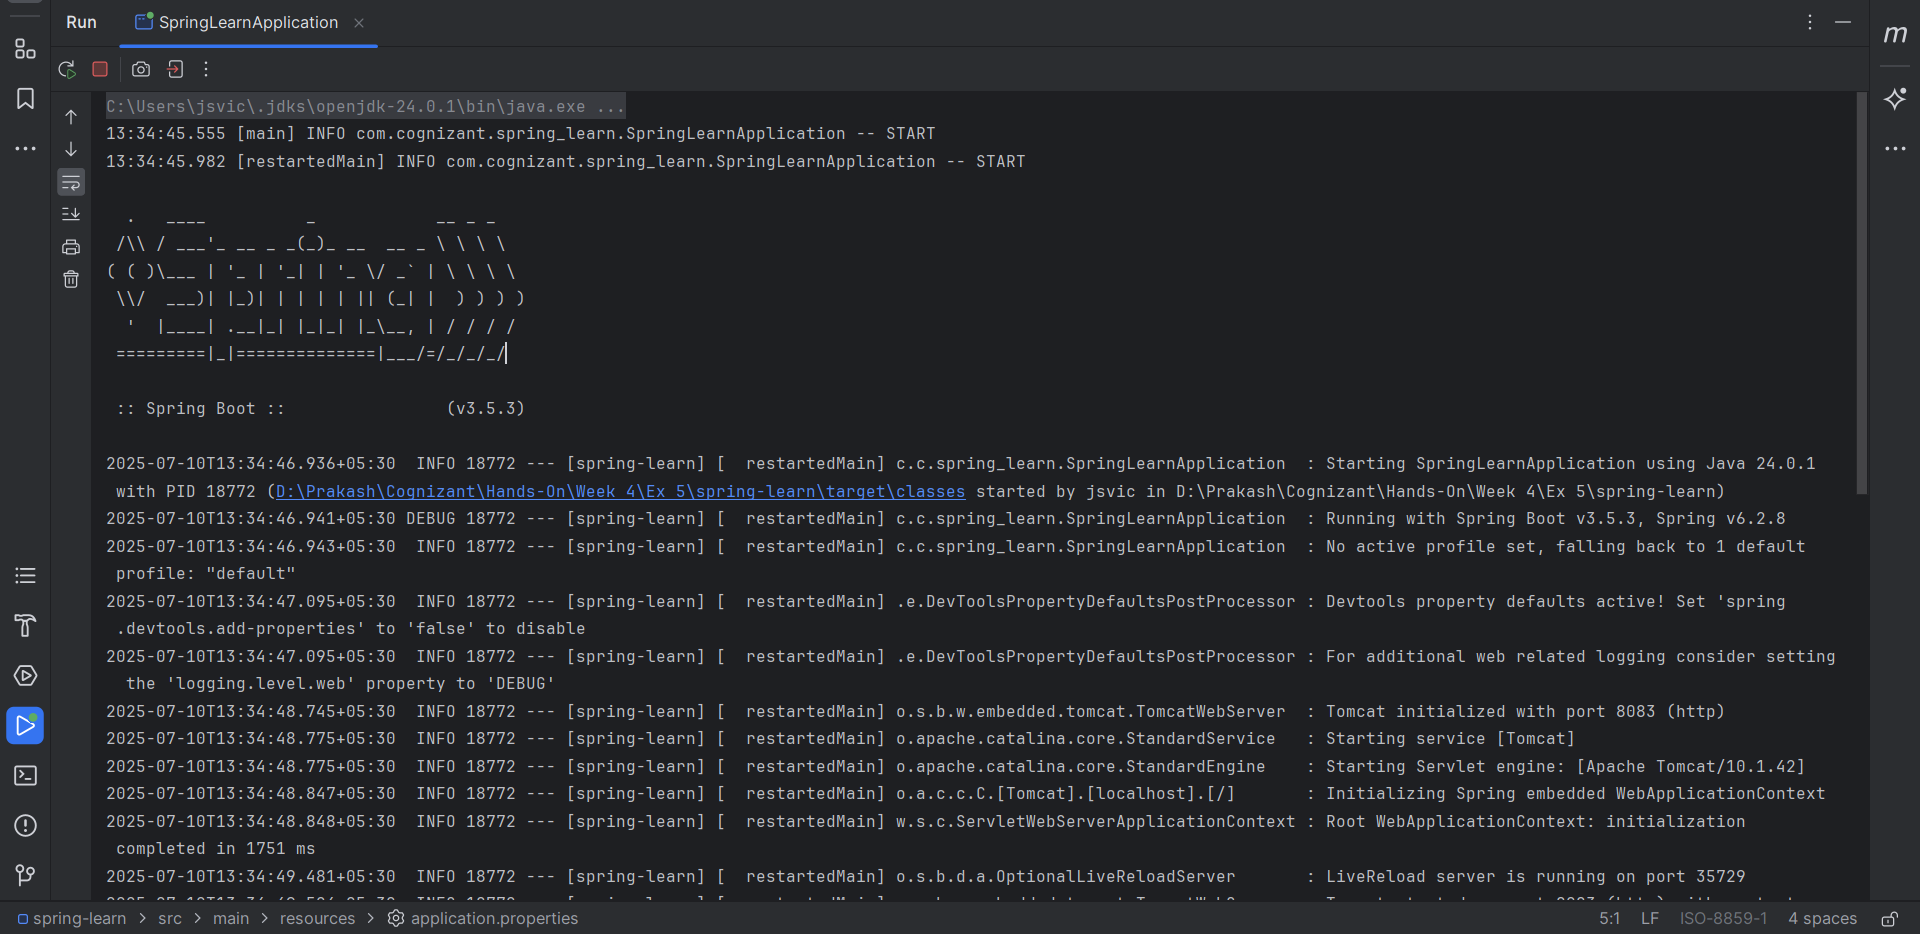 Run SpringLearnApplication
C:\Users\jsvic\.jdks\openjdk-24.0.1\bin\java.exe ...
13:34:45.555 [main] INFO com.cognizant.spring_learn.SpringLearnApplication -- START
13:34:45.982 [restartedMain] INFO com.cognizant.spring_learn.SpringLearnApplication -- START
  .   ____          _            __ _ _
 /\\ / ___'_ __ _ _(_)_ __  __ _ \ \ \ \
( ( )\___ | '_ | '_| | '_ \/ _` | \ \ \ \
 \\/  ___)| |_)| | | | | || (_| |  ) ) ) )
  '  |____| .__|_| |_|_| |_\__, | / / / /
 =========|_|==============|___/=/_/_/_/
 :: Spring Boot ::                (v3.5.3)
2025-07-10T13:34:46.936+05:30  INFO 18772 --- [spring-learn] [  restartedMain] c.c.spring_learn.SpringLearnApplication  : Starting SpringLearnApplication using Java 24.0.1
 with PID 18772 (D:\Prakash\Cognizant\Hands-On\Week 4\Ex 5\spring-learn\target\classes started by jsvic in D:\Prakash\Cognizant\Hands-On\Week 4\Ex 5\spring-learn)
2025-07-10T13:34:46.941+05:30 DEBUG 18772 --- [spring-learn] [  restartedMain] c.c.spring_learn.SpringLearnApplication  : Running with Spring Boot v3.5.3, Spring v6.2.8
2025-07-10T13:34:46.943+05:30  INFO 18772 --- [spring-learn] [  restartedMain] c.c.spring_learn.SpringLearnApplication  : No active profile set, falling back to 1 default
 profile: "default"
2025-07-10T13:34:47.095+05:30  INFO 18772 --- [spring-learn] [  restartedMain] .e.DevToolsPropertyDefaultsPostProcessor : Devtools property defaults active! Set 'spring
 .devtools.add-properties' to 'false' to disable
2025-07-10T13:34:47.095+05:30  INFO 18772 --- [spring-learn] [  restartedMain] .e.DevToolsPropertyDefaultsPostProcessor : For additional web related logging consider setting
  the 'logging.level.web' property to 'DEBUG'
2025-07-10T13:34:48.745+05:30  INFO 18772 --- [spring-learn] [  restartedMain] o.s.b.w.embedded.tomcat.TomcatWebServer  : Tomcat initialized with port 8083 (http)
2025-07-10T13:34:48.775+05:30  INFO 18772 --- [spring-learn] [  restartedMain] o.apache.catalina.core.StandardService   : Starting service [Tomcat]
2025-07-10T13:34:48.775+05:30  INFO 18772 --- [spring-learn] [  restartedMain] o.apache.catalina.core.StandardEngine    : Starting Servlet engine: [Apache Tomcat/10.1.42]
2025-07-10T13:34:48.847+05:30  INFO 18772 --- [spring-learn] [  restartedMain] o.a.c.c.C.[Tomcat].[localhost].[/]       : Initializing Spring embedded WebApplicationContext
2025-07-10T13:34:48.848+05:30  INFO 18772 --- [spring-learn] [  restartedMain] w.s.c.ServletWebServerApplicationContext : Root WebApplicationContext: initialization
 completed in 1751 ms
2025-07-10T13:34:49.481+05:30  INFO 18772 --- [spring-learn] [  restartedMain] o.s.b.d.a.OptionalLiveReloadServer       : LiveReload server is running on port 35729
spring-learn > src > main > resources > application.properties 5:1 LF ISO-8859-1 4 spaces